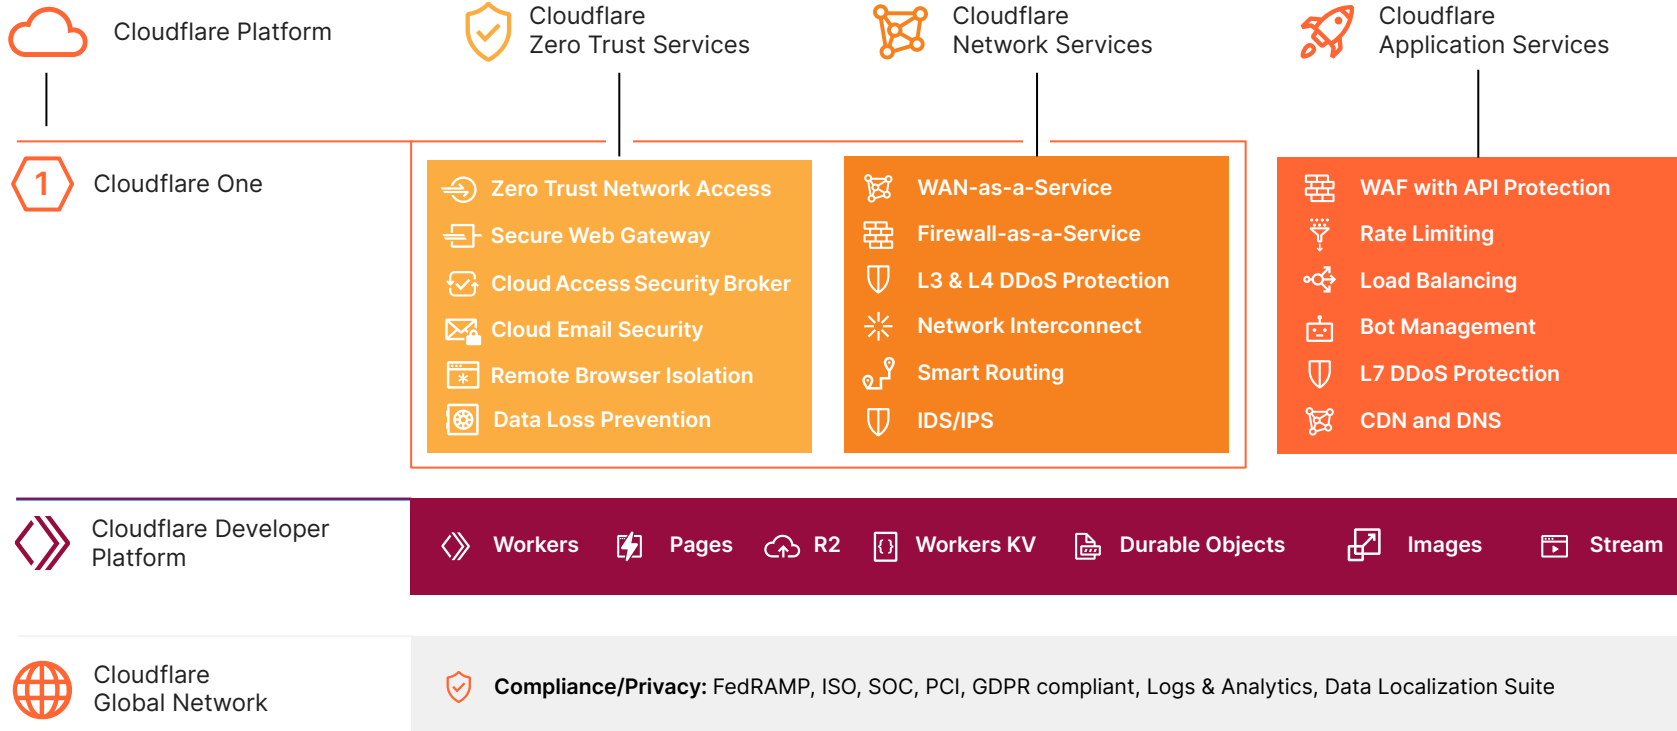 Cloudflare Platform
Cloudflare
Zero Trust Services
Cloudflare
Network Services
Cloudflare
Application Services
1
Cloudflare One
Zero Trust Network Access
Secure Web Gateway
Cloud Access Security Broker
Cloud Email Security
Remote Browser Isolation
Data Loss Prevention
WAN-as-a-Service
Firewall-as-a-Service
L3 & L4 DDoS Protection
Network Interconnect
Smart Routing
IDS/IPS
WAF with API Protection
Rate Limiting
Load Balancing
Bot Management
L7 DDoS Protection
CDN and DNS
Cloudflare Developer
Platform
Workers
Pages
R2
Workers KV
Durable Objects
Images
Stream
Cloudflare
Global Network
Compliance/Privacy: FedRAMP, ISO, SOC, PCI, GDPR compliant, Logs & Analytics, Data Localization Suite